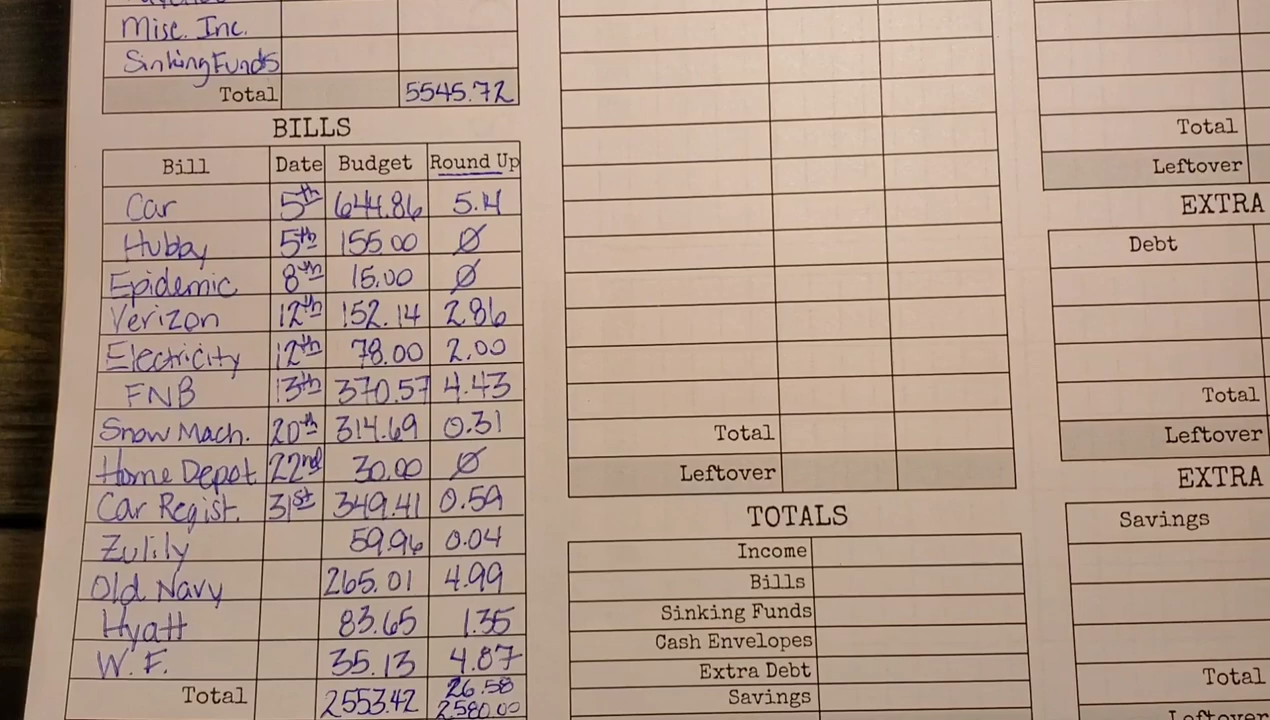 Misc. Inc.
Sinking Funds
Total 5545.72
BILLS
Bill Date Budget Round Up
Car 5th 644.86 5.14
Hubby 5th 155.00 Ø
Epidemic 8th 15.00 Ø
Verizon 12th 152.14 2.86
Electricity 12th 78.00 2.00
FNB 13th 370.57 4.43
Snow Mach. 20th 314.69 0.31
Home Depot 22nd 30.00 Ø
Car Regist. 31st 349.41 0.59
Zulily 59.96 0.04
Old Navy 265.01 4.99
Hyatt 83.65 1.35
W.F. 35.13 4.87
Total 2553.42 26.58
2580.00
Total
Leftover
TOTALS
Income
Bills
Sinking Funds
Cash Envelopes
Extra Debt
Savings
Total
Leftover
EXTRA
Debt
Total
Leftover
EXTRA
Savings
Total
Leftover